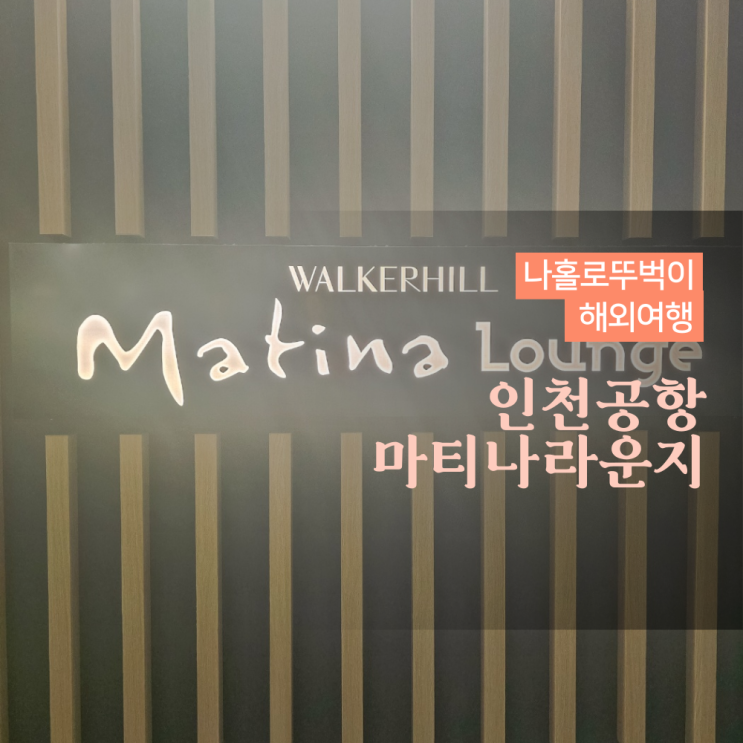 WALKERHILL
Matina Lounge
나홀로뚜벅이
해외여행
인천공항
마티나라운지